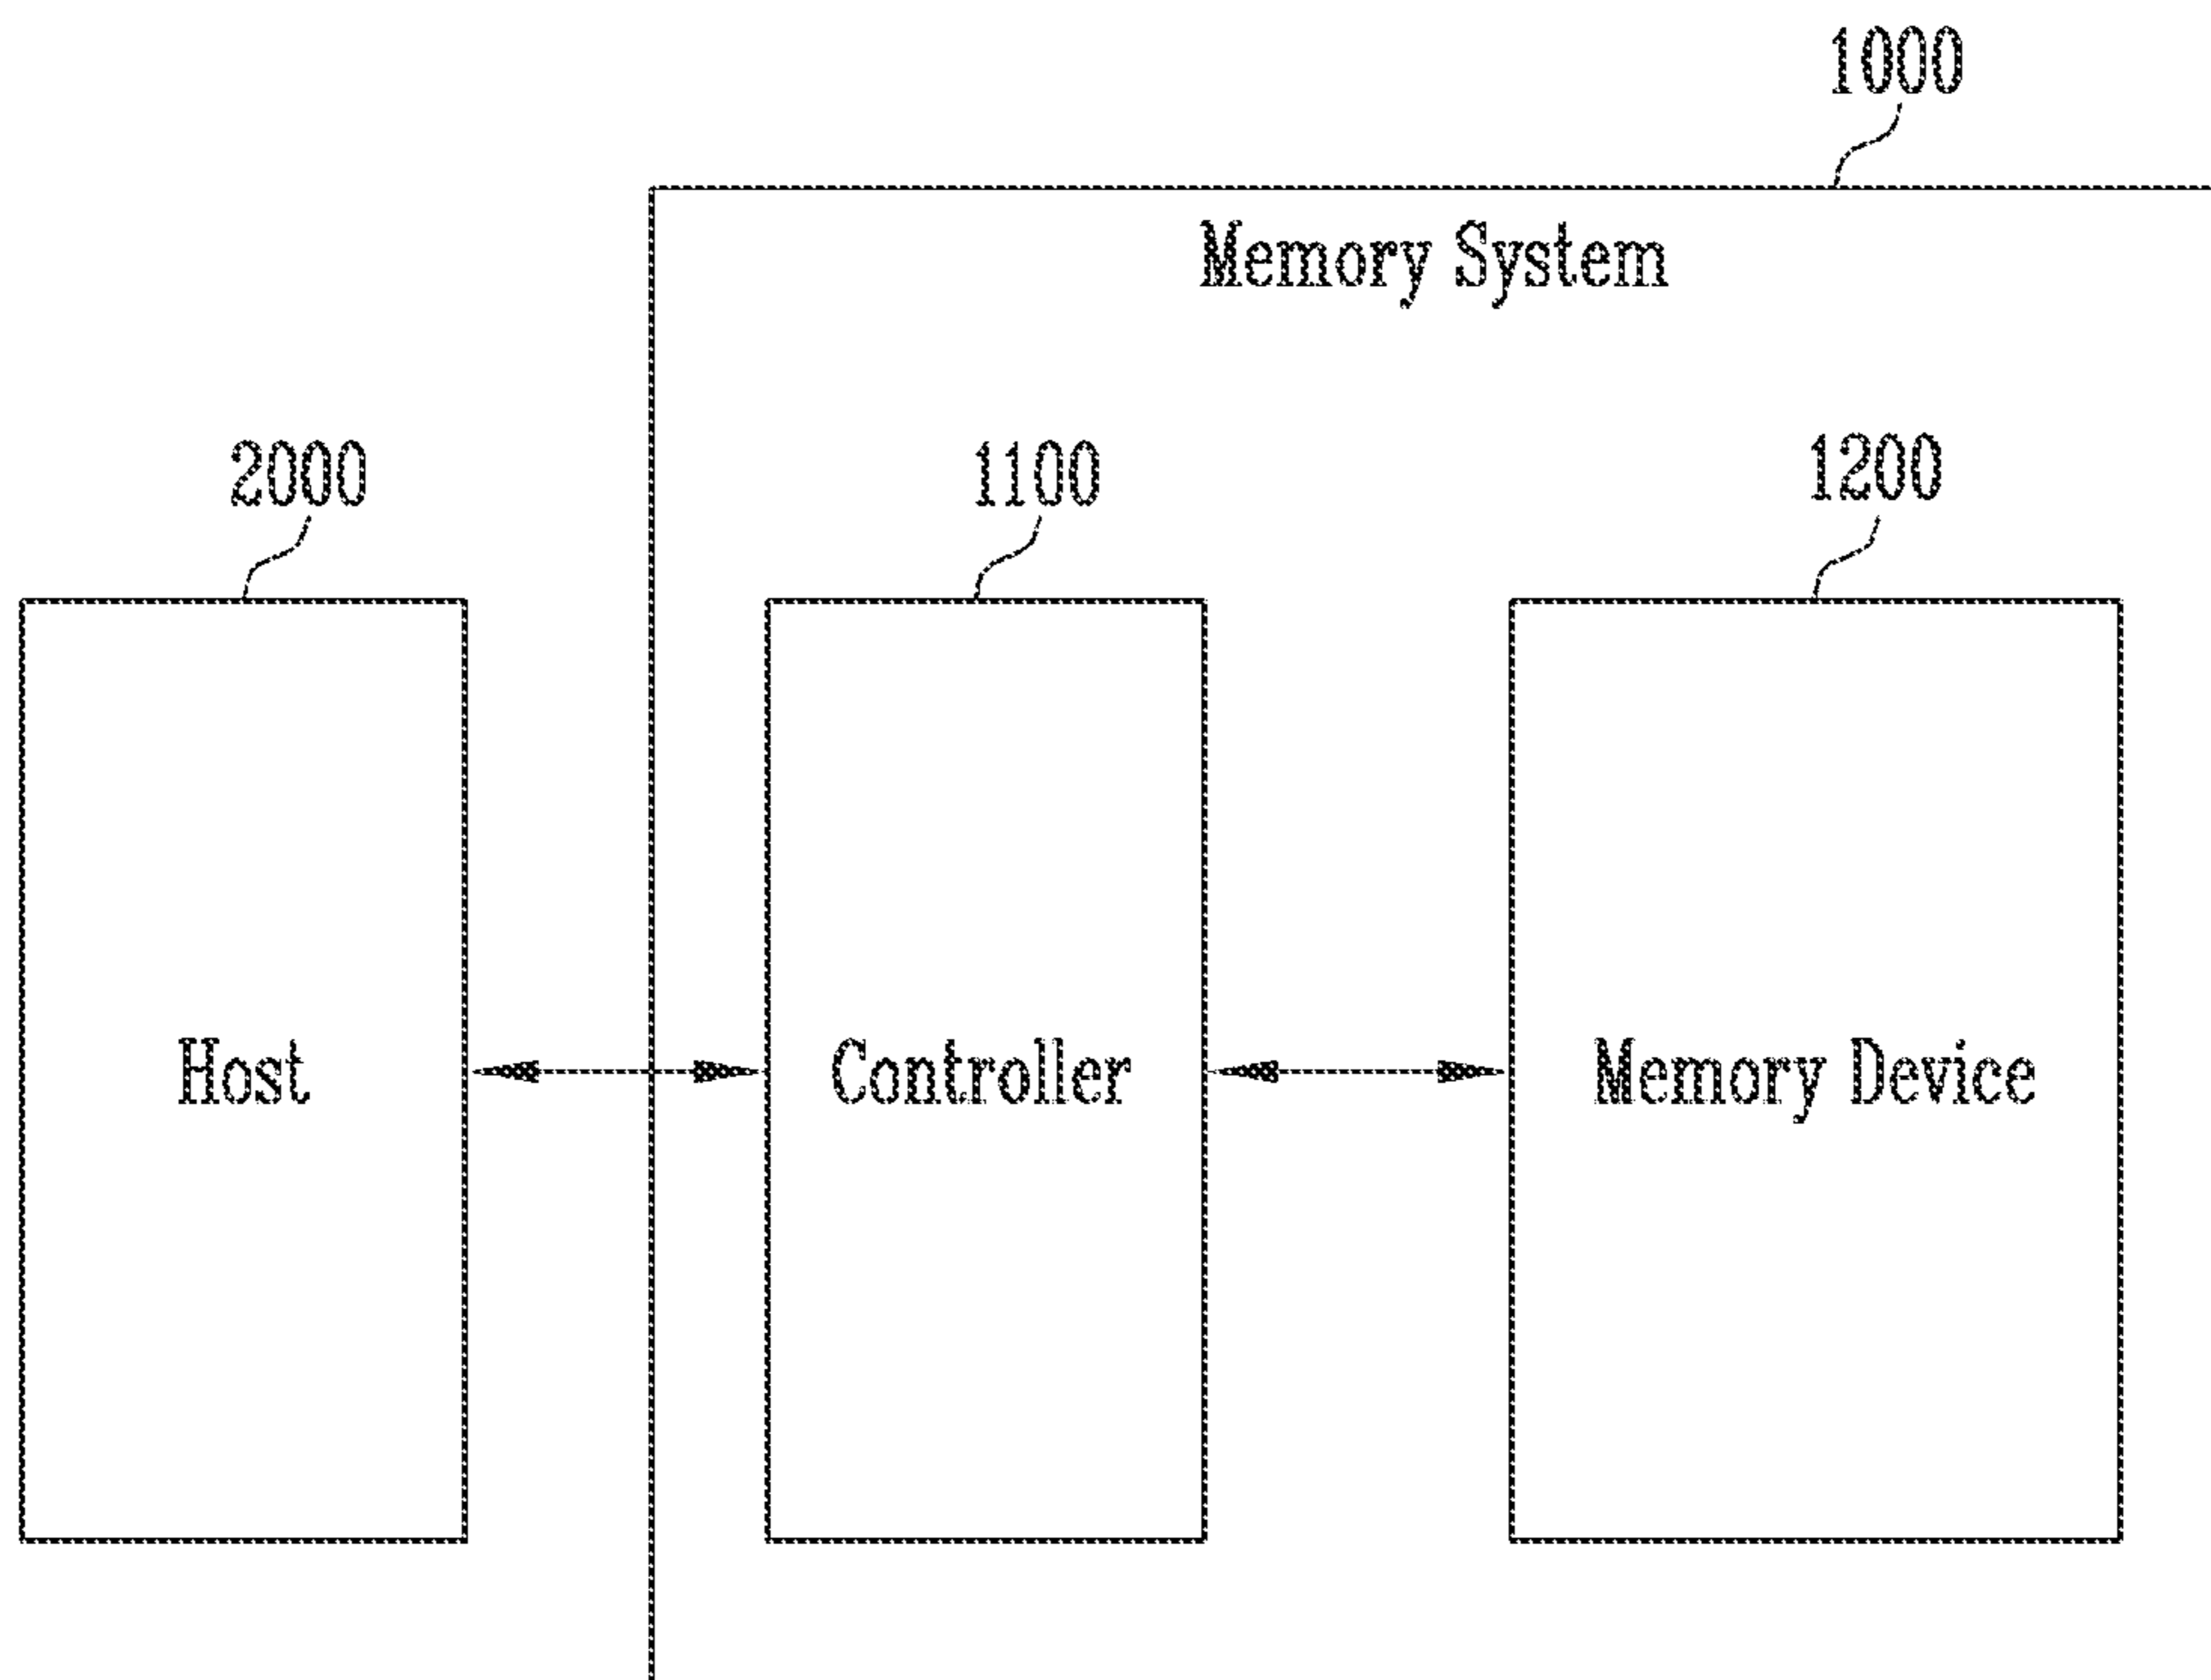 1000
Memory System
2000
1100
1200
Host
Controller
Memory Device